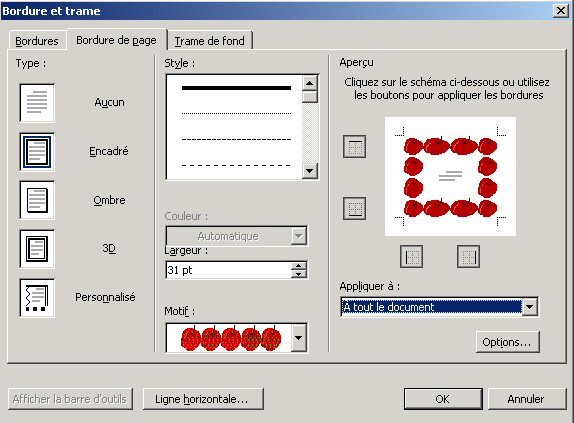 Bordure et trame
Bordures
Bordure de page
Trame de fond
Type :
Aucun
Encadré
Ombre
3D
Personnalisé
Style :
Couleur :
Automatique
Largeur :
31 pt
Motif :
Aperçu
Cliquez sur le schéma ci-dessous ou utilisez
les boutons pour appliquer les bordures
Appliquer à :
À tout le document
Options...
Afficher la barre d'outils
Ligne horizontale...
OK
Annuler